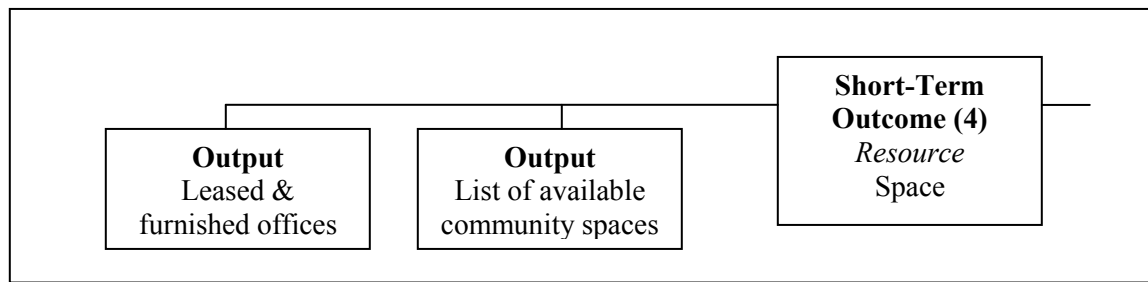 Output
Leased &
furnished offices
Output
List of available
community spaces
Short-Term
Outcome (4)
Resource
Space